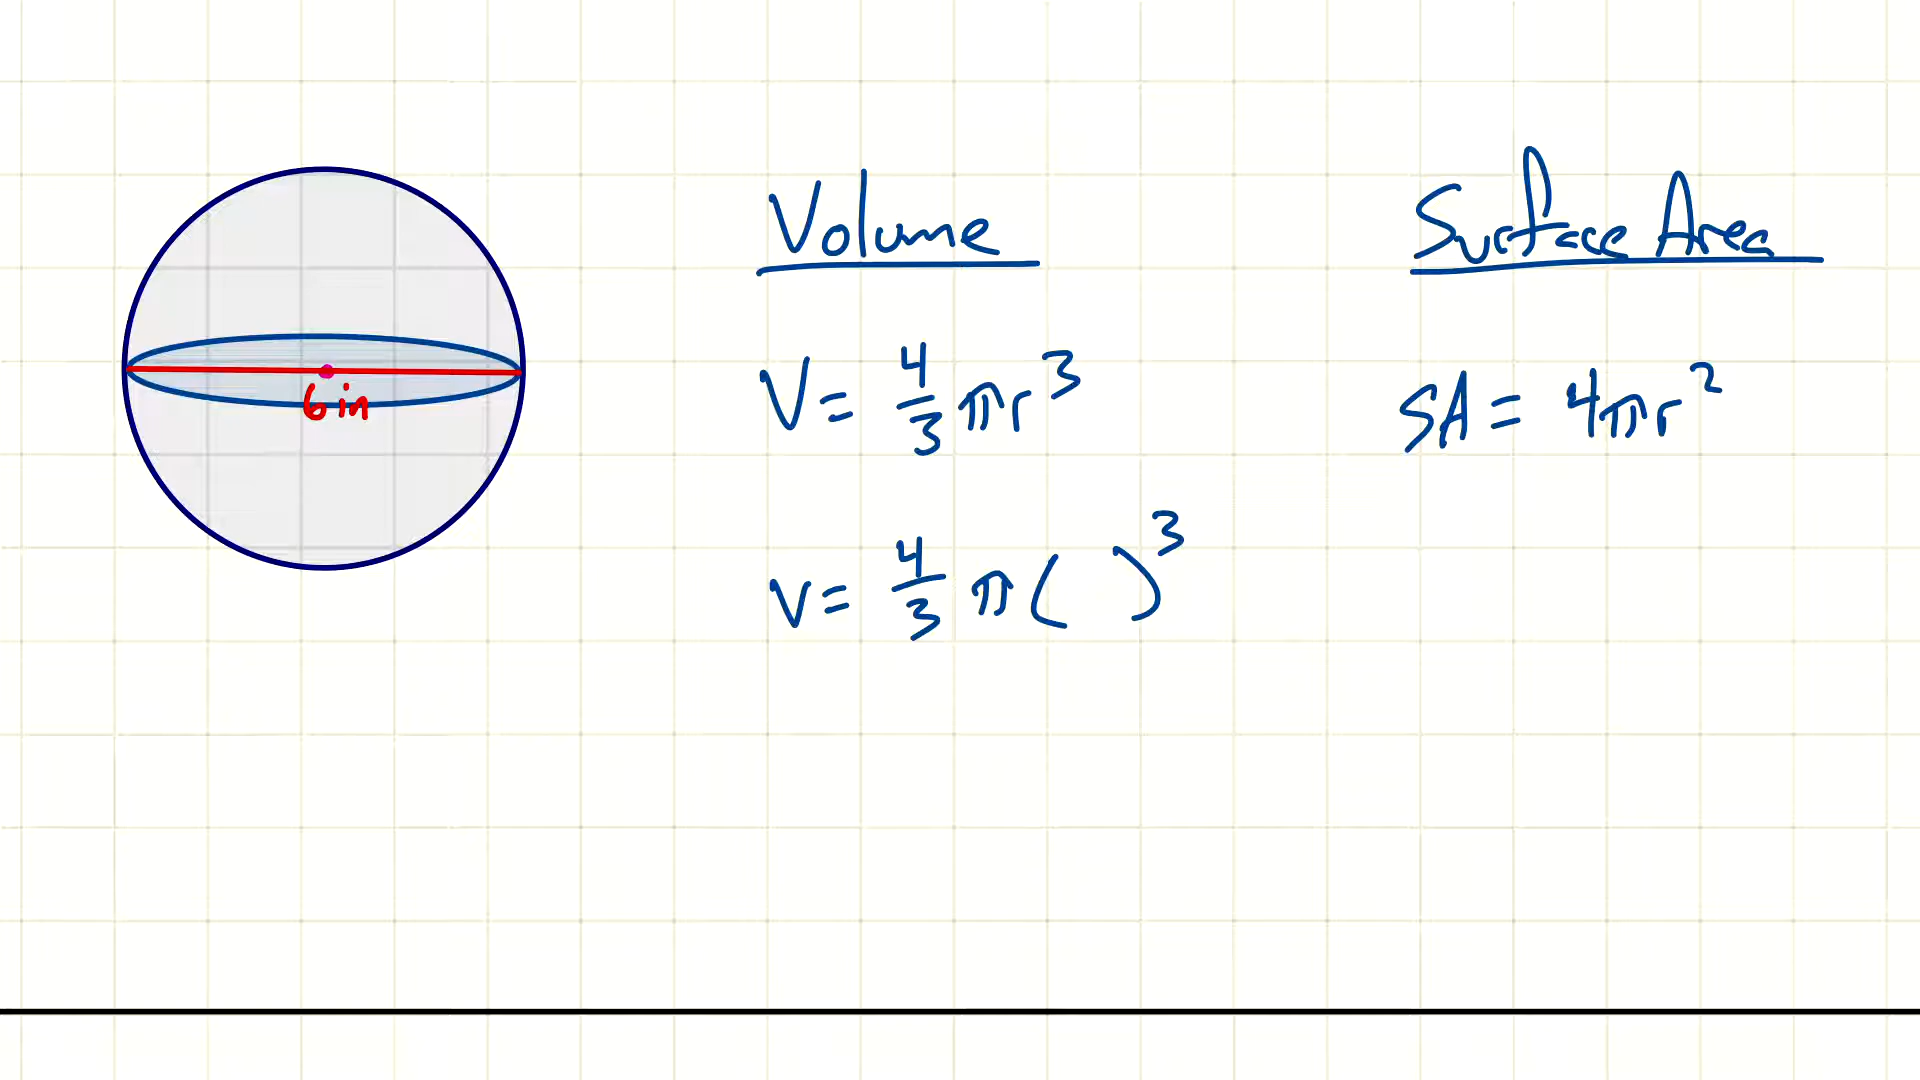 Volume
Surface Area
V = 4/3 πr³
SA = 4πr²
6 in
V = 4/3 π( )³